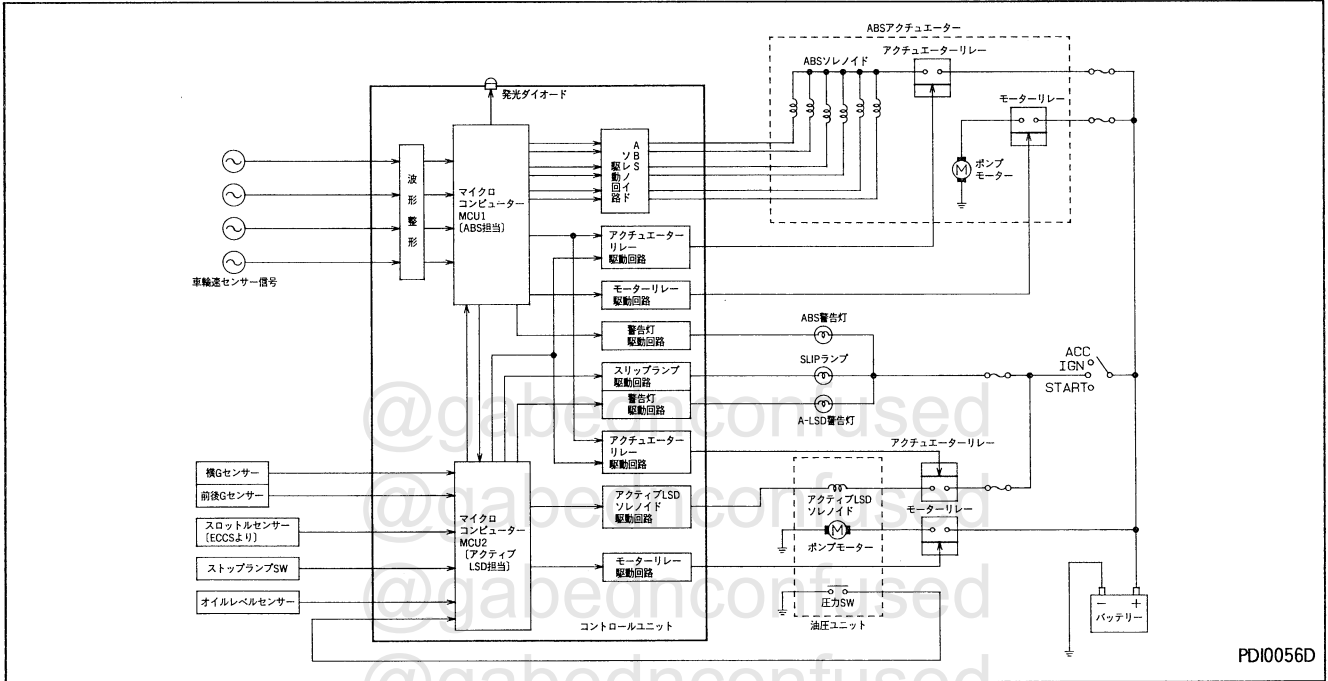 ABSアクチュエーター
アクチュエーターリレー
ABSソレノイド
モーターリレー
ポンプ
モーター
発光ダイオード
波形整形
マイクロ
コンピューター
MCU1
〔ABS担当〕
ABS
ソレノイド
駆動回路
車輪速センサー信号
アクチュエーター
リレー
駆動回路
モーターリレー
駆動回路
警告灯
駆動回路
スリップランプ
駆動回路
警告灯
駆動回路
アクチュエーター
リレー
駆動回路
アクティブLSD
ソレノイド
駆動回路
モーターリレー
駆動回路
ABS警告灯
SLIPランプ
A-LSD警告灯
ACC
IGN
START
横Gセンサー
前後Gセンサー
スロットルセンサー
〔ECCSより〕
ストップランプSW
オイルレベルセンサー
マイクロ
コンピューター
MCU2
〔アクティブ
LSD担当〕
コントロールユニット
アクチュエーターリレー
アクティブLSD
ソレノイド
モーターリレー
M
M
ポンプモーター
圧力SW
油圧ユニット
− +
バッテリー
PDI0056D
@gabednconfused
@gabednconfused
@gabednconfused